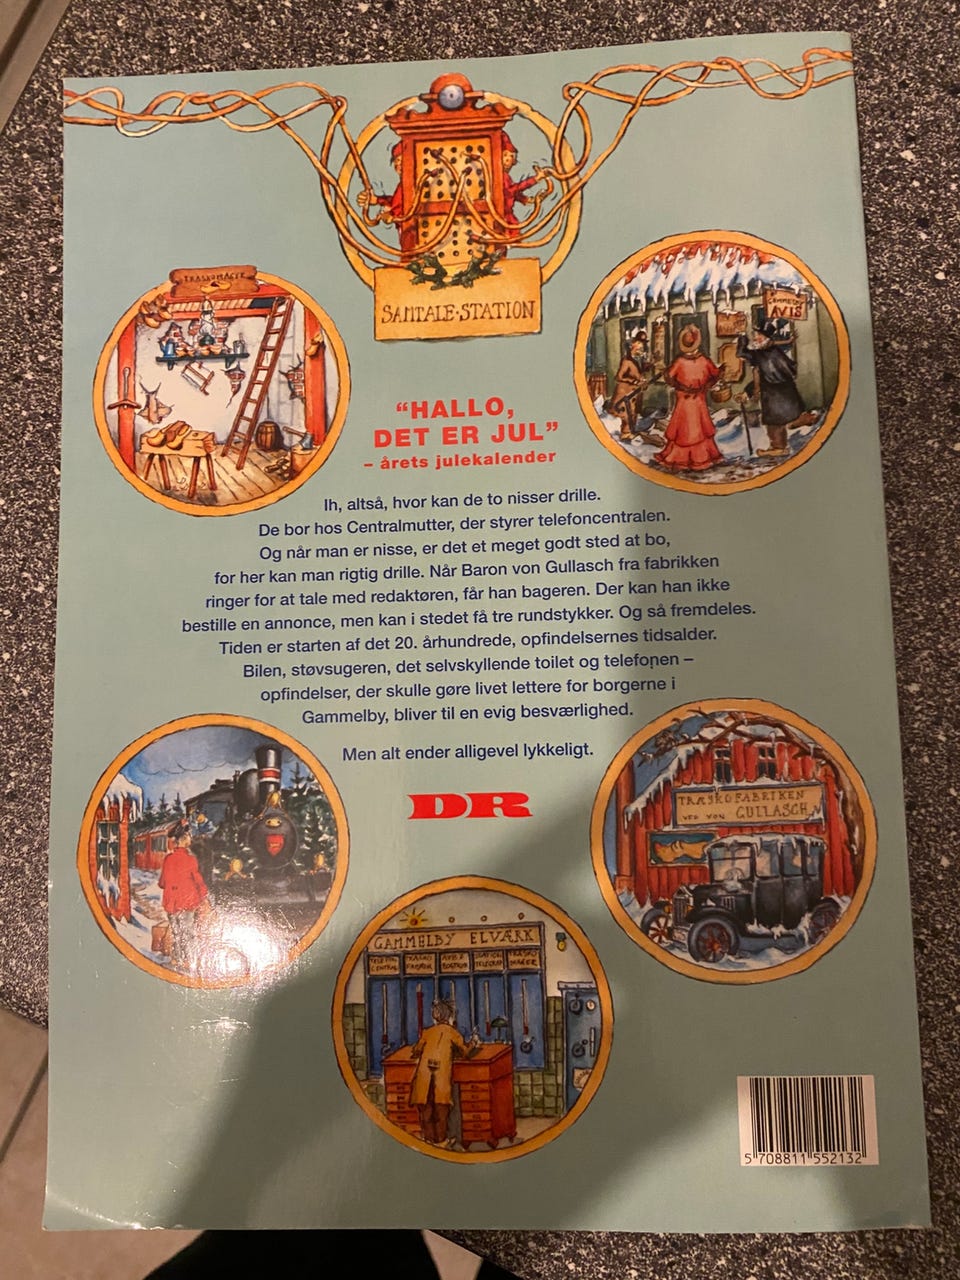 SAMTALE·STATION
TRÆSKOMAGER
GAMMELBY
AVIS
“HALLO,
DET ER JUL”
– årets julekalender
Ih, altså, hvor kan de to nisser drille.
De bor hos Centralmutter, der styrer telefoncentralen.
Og når man er nisse, er det et meget godt sted at bo,
for her kan man rigtig drille. Når Baron von Gullasch fra fabrikken
ringer for at tale med redaktøren, får han bageren. Der kan han ikke
bestille en annonce, men kan i stedet få tre rundstykker. Og så fremdeles.
Tiden er starten af det 20. århundrede, opfindelsernes tidsalder.
Bilen, støvsugeren, det selvskyllende toilet og telefonen –
opfindelser, der skulle gøre livet lettere for borgerne i
Gammelby, bliver til en evig besværlighed.
Men alt ender alligevel lykkeligt.
DR
TRÆSKOFABRIKEN
VED VON GULLASCH
GAMMELBY ELVÆRK
5 708811 552132